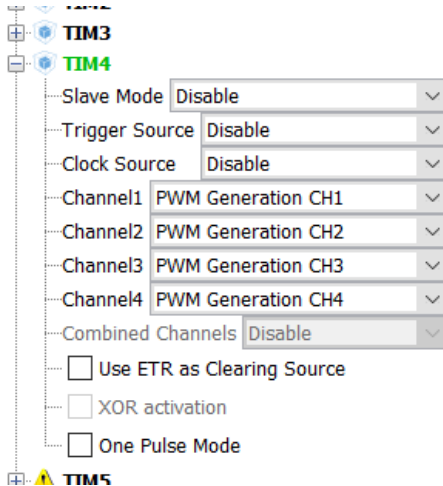 TIM2
TIM3
TIM4
Slave Mode Disable
Trigger Source Disable
Clock Source Disable
Channel1 PWM Generation CH1
Channel2 PWM Generation CH2
Channel3 PWM Generation CH3
Channel4 PWM Generation CH4
Combined Channels Disable
Use ETR as Clearing Source
XOR activation
One Pulse Mode
TIM5